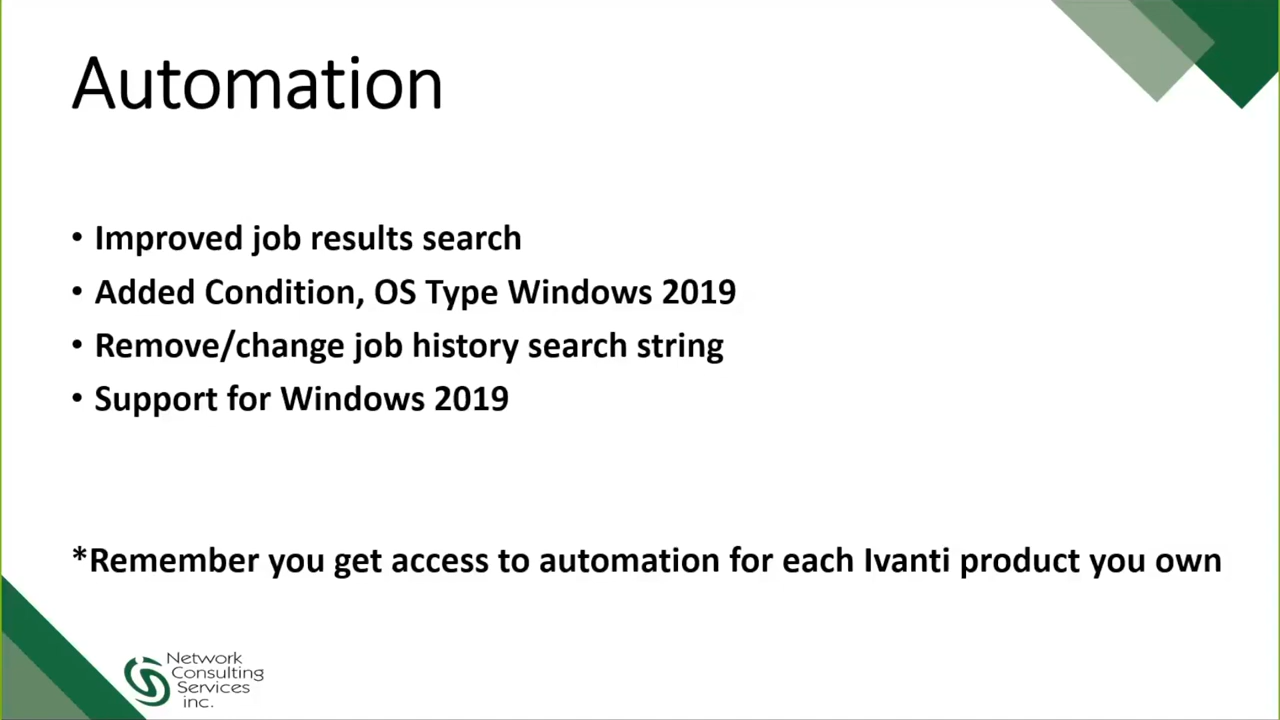 Automation
• Improved job results search
• Added Condition, OS Type Windows 2019
• Remove/change job history search string
• Support for Windows 2019
*Remember you get access to automation for each Ivanti product you own
Network
Consulting
Services
inc.